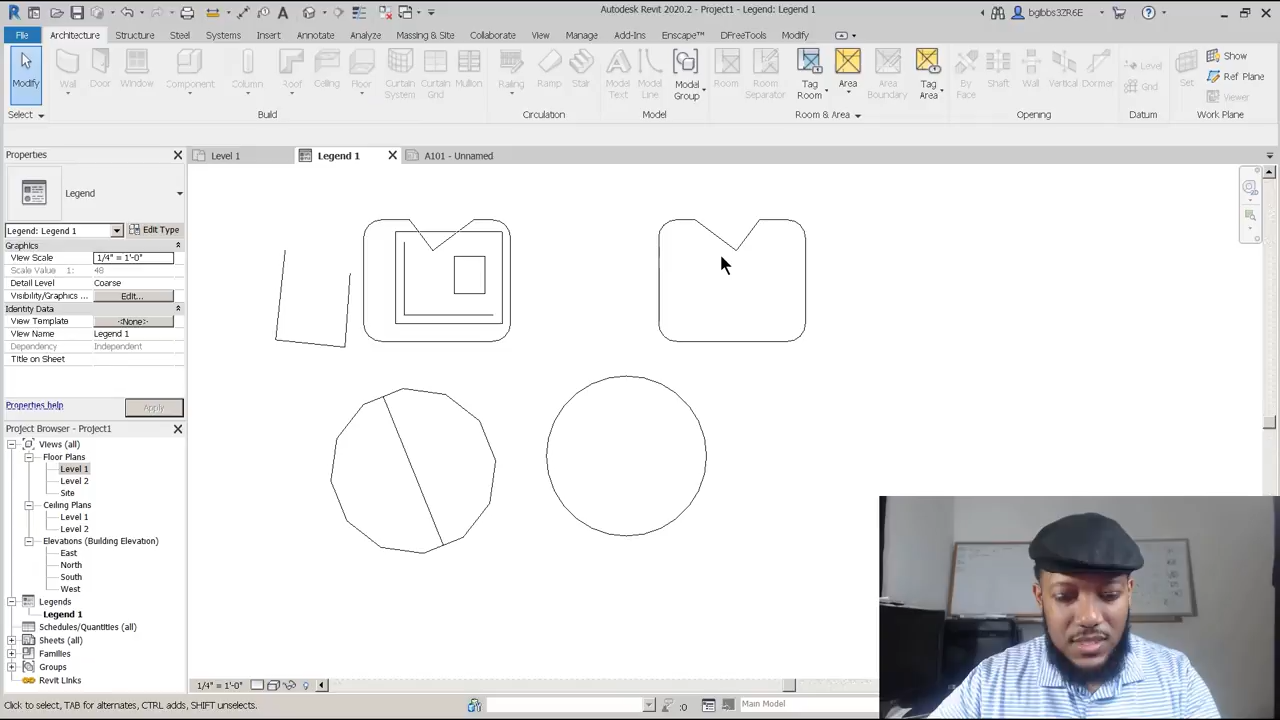 Autodesk Revit 2020.2 - Project1 - Legend: Legend 1
bgibbs3ZR6E
File Architecture Structure Steel Systems Insert Annotate Analyze Massing & Site Collaborate View Manage Add-Ins Enscape™ DFreeTools Modify
Modify
Wall
Door
Window
Component
Column
Roof
Ceiling
Floor
Curtain
System
Curtain
Grid
Mullion
Railing
Ramp
Stair
Model
Text
Model
Line
Model
Group
Room
Room
Separator
Tag
Room
Area
Area
Boundary
Tag
Area
By
Face
Shaft
Wall
Vertical
Dormer
Level
Grid
Set
Show
Ref Plane
Viewer
Select
Build
Circulation
Model
Room & Area
Opening
Datum
Work Plane
Properties
Level 1
Legend 1
A101 - Unnamed
Legend
Legend: Legend 1
Edit Type
Graphics
View Scale 1/4" = 1'-0"
Scale Value 1: 48
Detail Level Coarse
Visibility/Graphics ... Edit...
Identity Data
View Template <None>
View Name Legend 1
Dependency Independent
Title on Sheet
Properties help
Apply
Project Browser - Project1
Views (all)
Floor Plans
Level 1
Level 2
Site
Ceiling Plans
Level 1
Level 2
Elevations (Building Elevation)
East
North
South
West
Legends
Legend 1
Schedules/Quantities (all)
Sheets (all)
Families
Groups
Revit Links
1/4" = 1'-0"
Click to select, TAB for alternates, CTRL adds, SHIFT unselects.
:0
Main Model